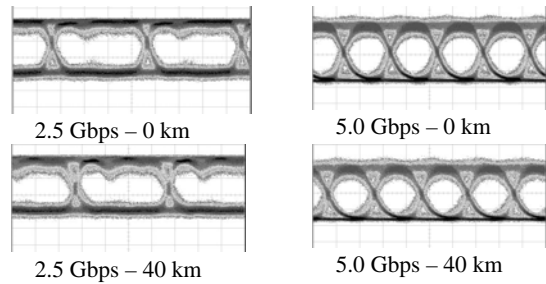 2.5 Gbps – 0 km
5.0 Gbps – 0 km
2.5 Gbps – 40 km
5.0 Gbps – 40 km